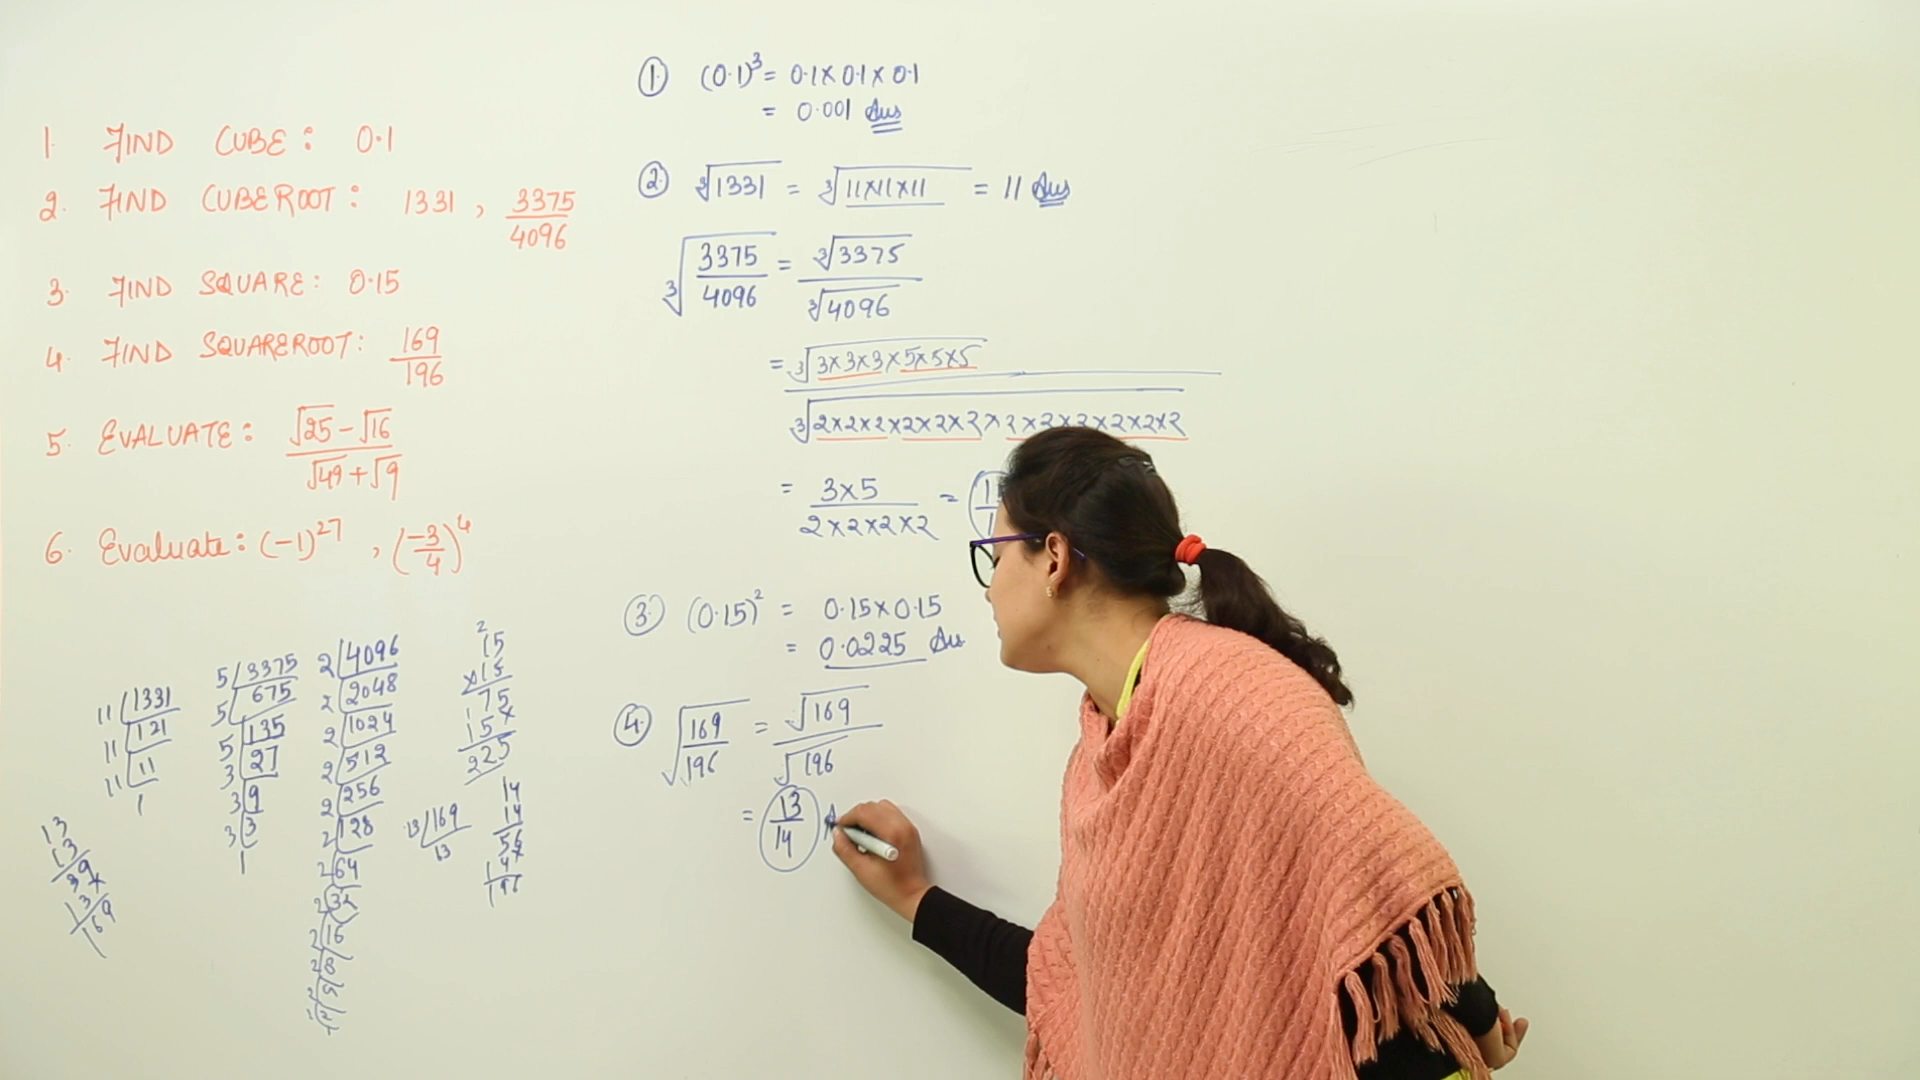 1. FIND CUBE: 0.1
2. FIND CUBEROOT: 1331, 3375/4096
3. FIND SQUARE: 0.15
4. FIND SQUAREROOT: 169/196
5. EVALUATE: (√25-√16)/(√49+√9)
6. Evaluate: (-1)^27, (-3/4)^4
① (0.1)^3 = 0.1×0.1×0.1
= 0.001 Ans
② ∛1331 = ∛(11×11×11) = 11 Ans
∛(3375/4096) = ∛3375/∛4096
= ∛(3×3×3×5×5×5)
∛(2×2×2×2×2×2×2×2×2×2×2×2)
= (3×5)/(2×2×2×2) =
③ (0.15)^2 = 0.15×0.15
= 0.0225 Ans
④ √(169/196) = √169/√196
= 13/14 A
11 1331
11 121
11 11
1
5 3375
5 675
5 135
3 27
3 9
3 3
1
2 4096
2 2048
2 1024
2 512
2 256
2 128
2 64
2 32
2 16
2 8
2
15
×15
75
15×
225
13 169
13
14
14
56
14×
196
13
13
39
13×
169